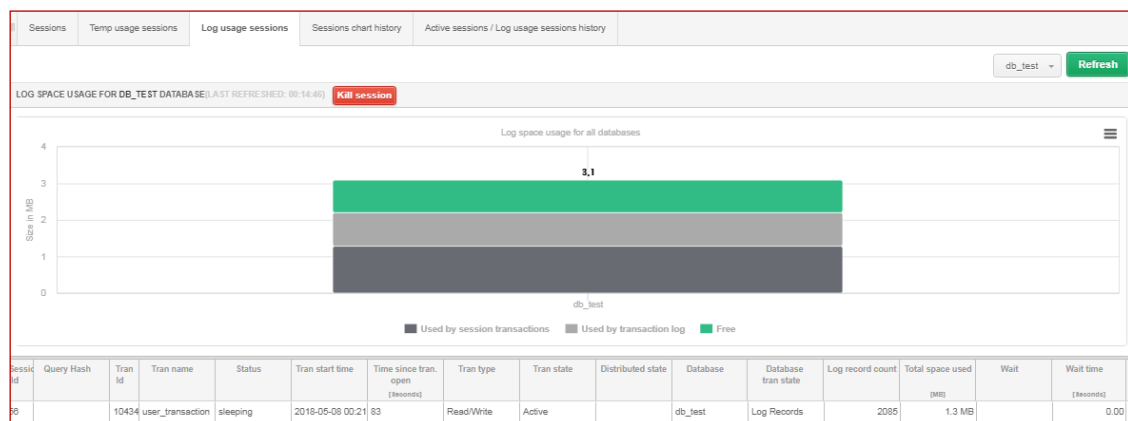 Sessions Temp usage sessions Log usage sessions Sessions chart history Active sessions / Log usage sessions history
db_test Refresh
LOG SPACE USAGE FOR DB_TEST DATABASE(LAST REFRESHED: 00:14:46) Kill session
Log space usage for all databases
4
3,1
3
2
1
0
Size in MB
db_test
Used by session transactions Used by transaction log Free
Query Hash Tran Id Tran name Status Tran start time Time since tran. open [Seconds] Tran type Tran state Distributed state Database Database tran state Log record count Total space used [MB] Wait Wait time [Seconds]
10434 user_transaction sleeping 2018-05-08 00:21 83 Read/Write Active db_test Log Records 2085 1.3 MB 0.00